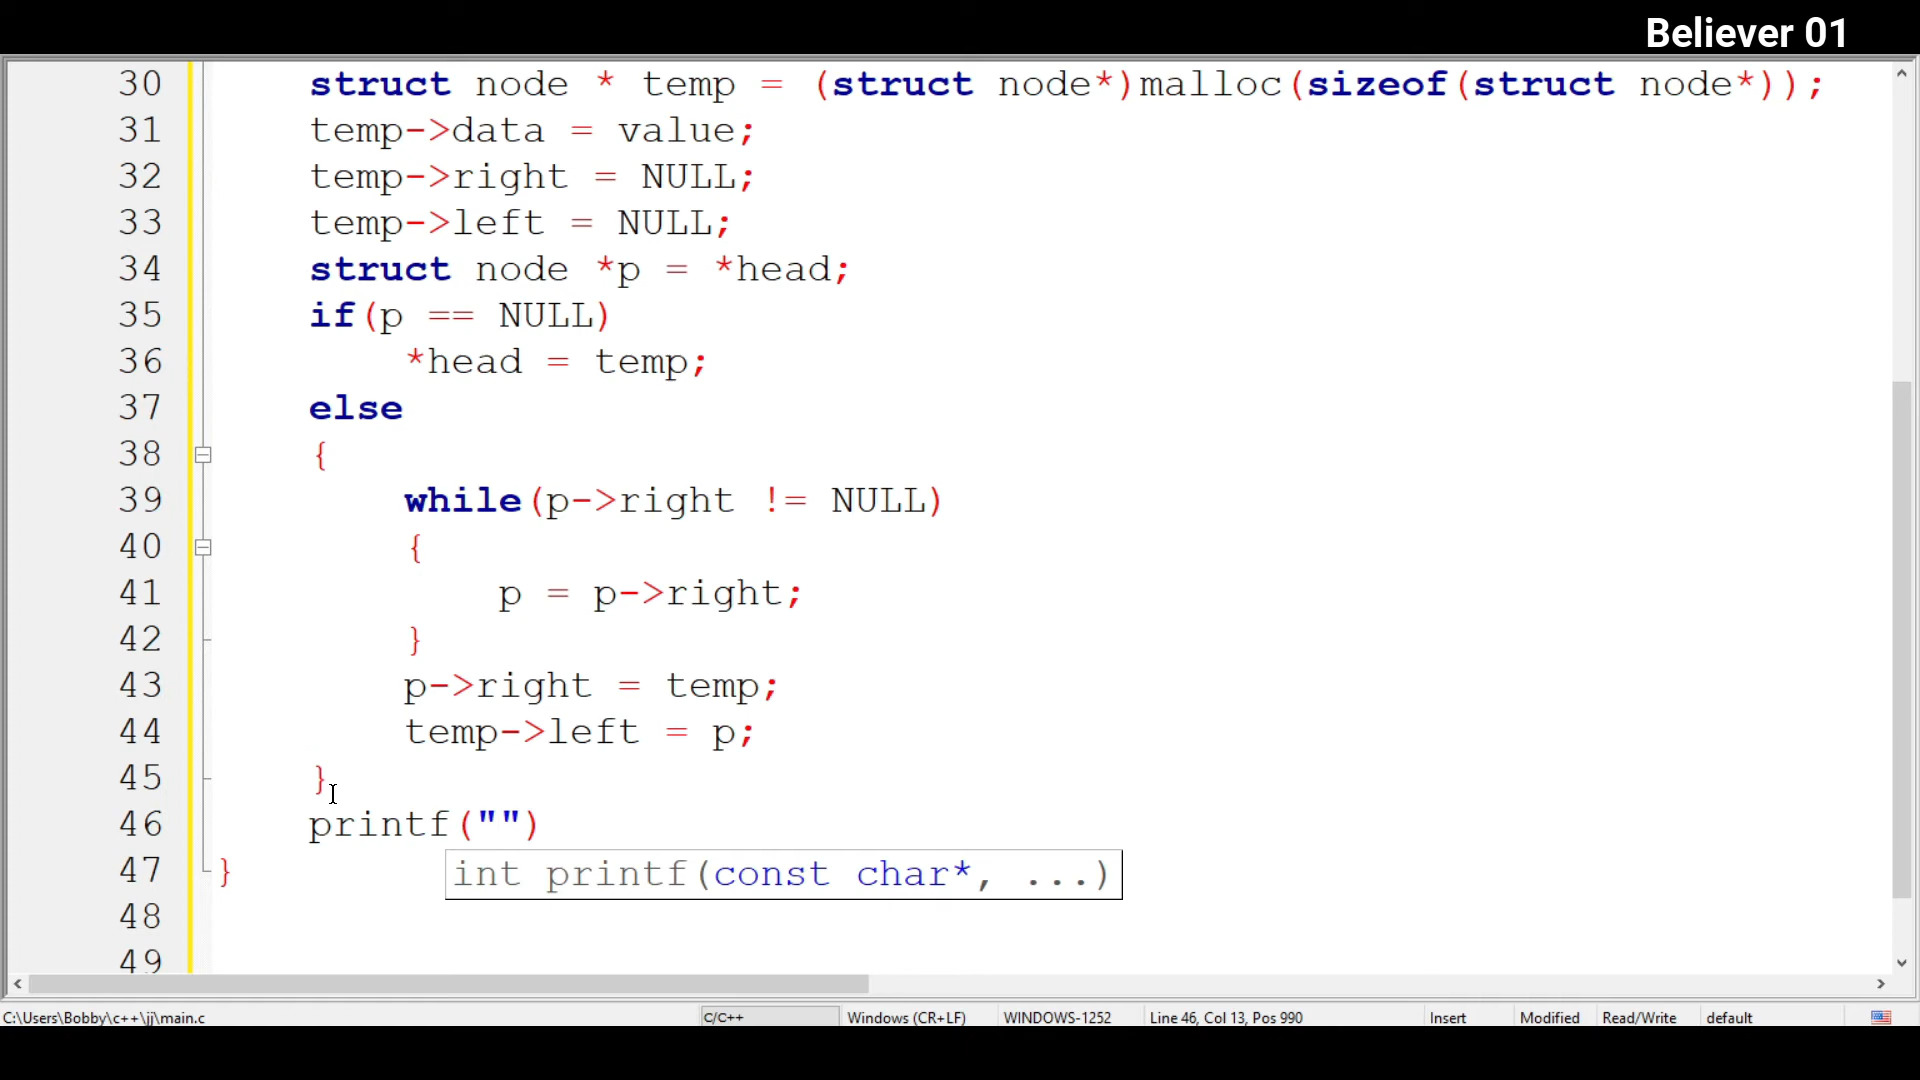 Believer 01
30 struct node * temp = (struct node*)malloc(sizeof(struct node*));
31 temp->data = value;
32 temp->right = NULL;
33 temp->left = NULL;
34 struct node *p = *head;
35 if(p == NULL)
36 *head = temp;
37 else
38 {
39 while(p->right != NULL)
40 {
41 p = p->right;
42 }
43 p->right = temp;
44 temp->left = p;
45 }
46 printf("")
47 }
int printf(const char*, ...)
48
49
C:\Users\Bobby\c++\jj\main.c C/C++ Windows (CR+LF) WINDOWS-1252 Line 46, Col 13, Pos 990 Insert Modified Read/Write default